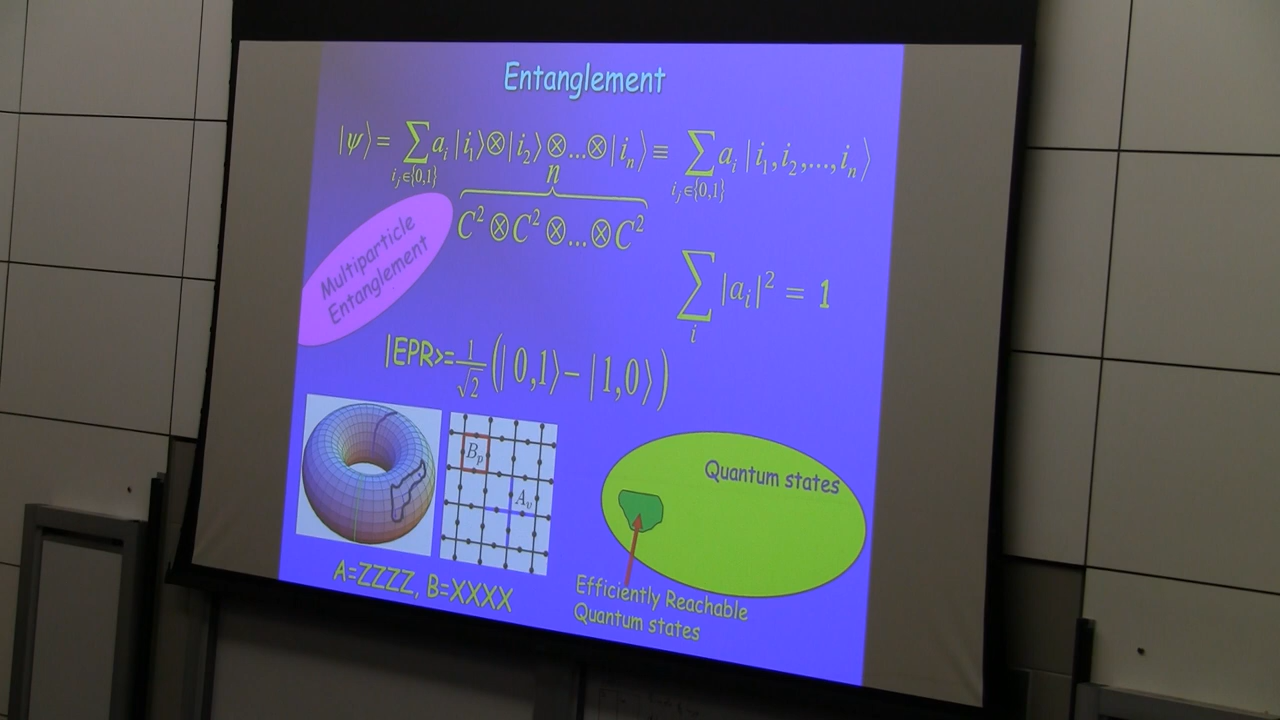 Entanglement
|ψ⟩= ∑ a_i |i_1⟩⊗|i_2⟩⊗...⊗|i_n⟩ ≡ ∑ a_i |i_1,i_2,...,i_n⟩
i_j∈{0,1} i_j∈{0,1}
n
C^2⊗C^2⊗...⊗C^2
Multiparticle
Entanglement
∑_i |a_i|^2 = 1
|EPR>=1/√2 (|0,1⟩−|1,0⟩)
B_p
A_v
Quantum states
A=ZZZZ, B=XXXX
Efficiently Reachable
Quantum states